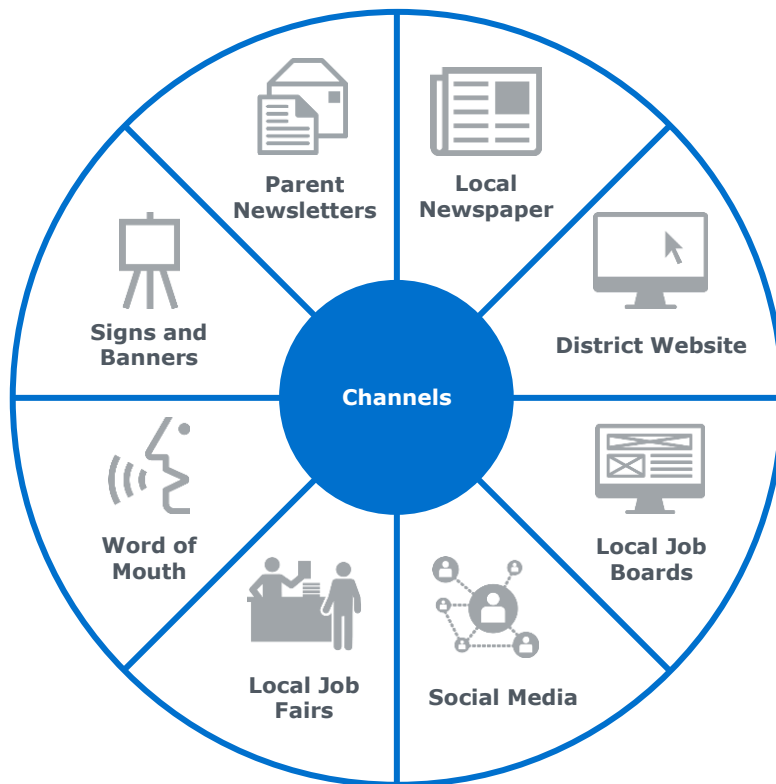 Parent
Newsletters
Local
Newspaper
Signs and
Banners
District Website
Channels
Word of
Mouth
Local Job
Boards
Local Job
Fairs
Social Media